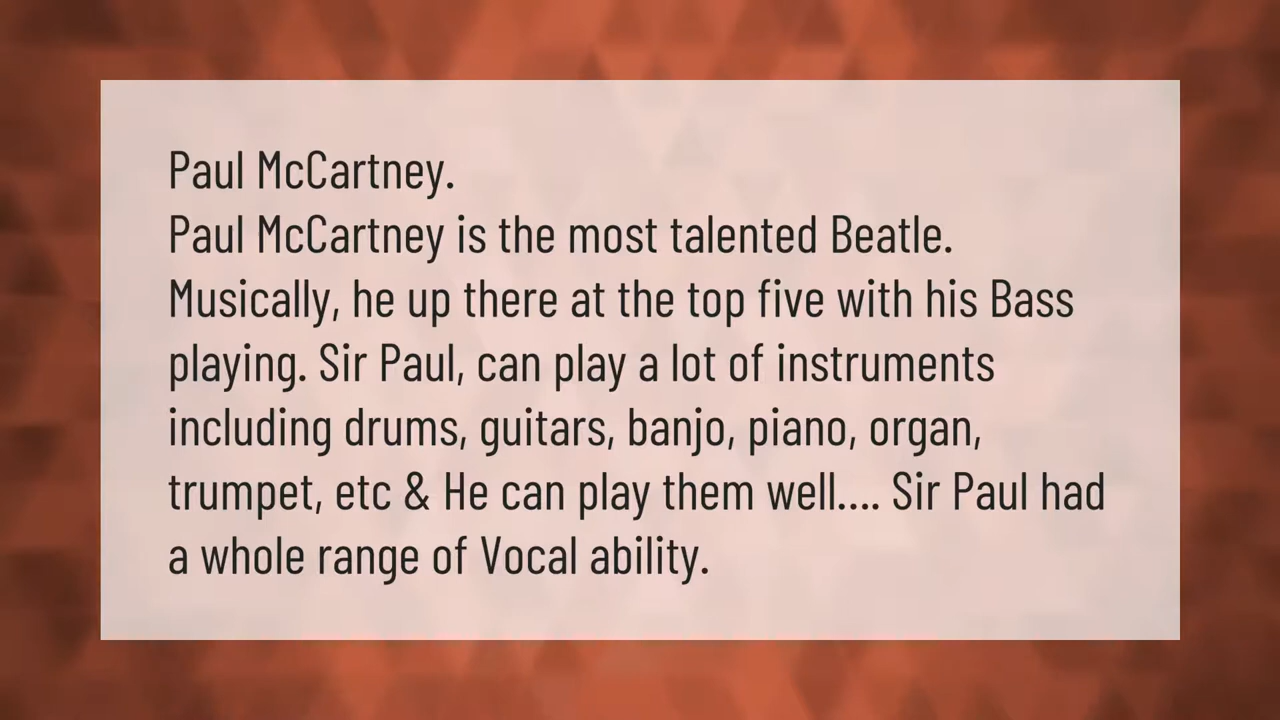 Paul McCartney.
Paul McCartney is the most talented Beatle.
Musically, he up there at the top five with his Bass
playing. Sir Paul, can play a lot of instruments
including drums, guitars, banjo, piano, organ,
trumpet, etc & He can play them well.... Sir Paul had
a whole range of Vocal ability.